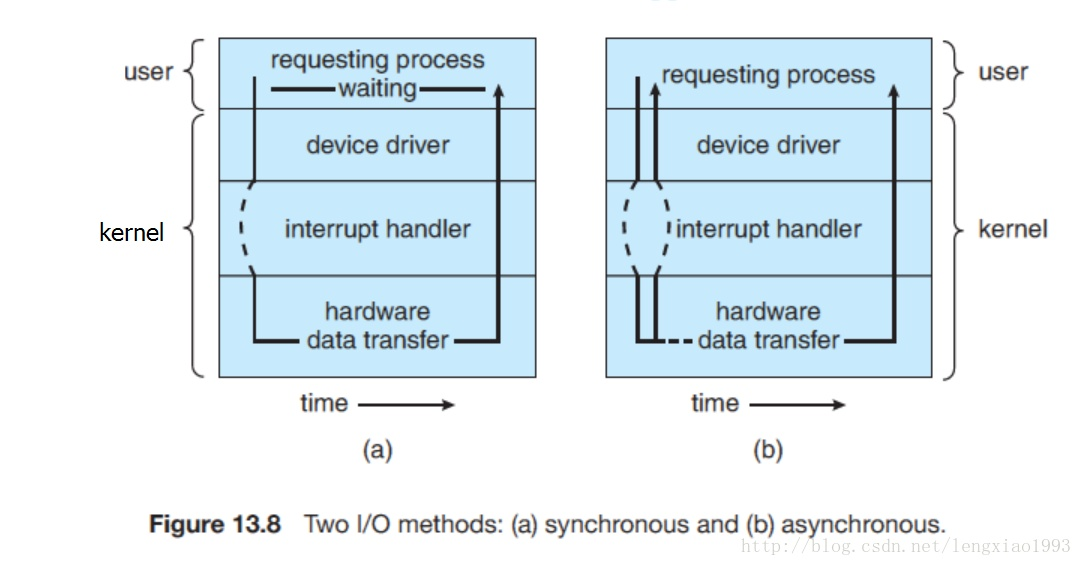 user
requesting process
waiting
device driver
kernel
interrupt handler
hardware
data transfer
time
(a)
requesting process
user
device driver
interrupt handler
kernel
hardware
data transfer
time
(b)
Figure 13.8 Two I/O methods: (a) synchronous and (b) asynchronous.
http://blog.csdn.net/lengxiao1993